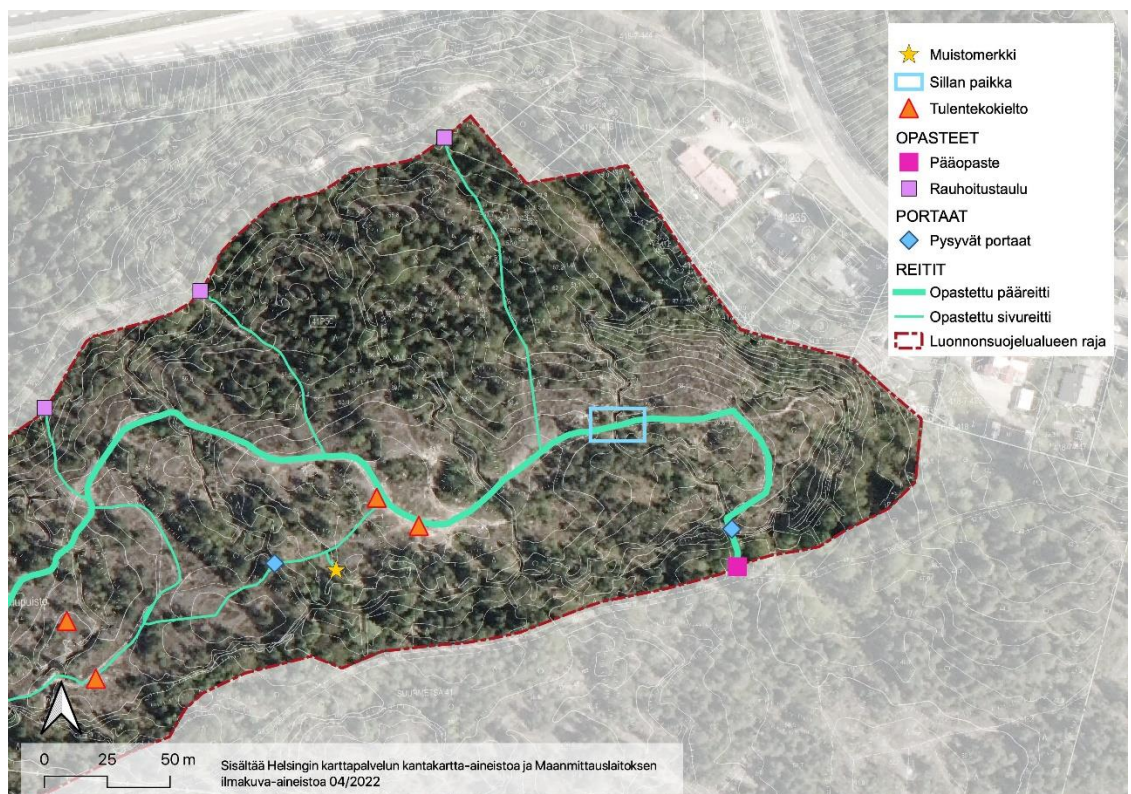 Muistomerkki
Sillan paikka
Tulentekokielto
OPASTEET
Pääopaste
Rauhoitustaulu
PORTAAT
Pysyvät portaat
REITIT
Opastettu pääreitti
Opastettu sivureitti
Luonnonsuojelualueen raja
0 25 50 m
Sisältää Helsingin karttapalvelun kantakartta-aineistoa ja Maanmittauslaitoksen
ilmakuva-aineistoa 04/2022